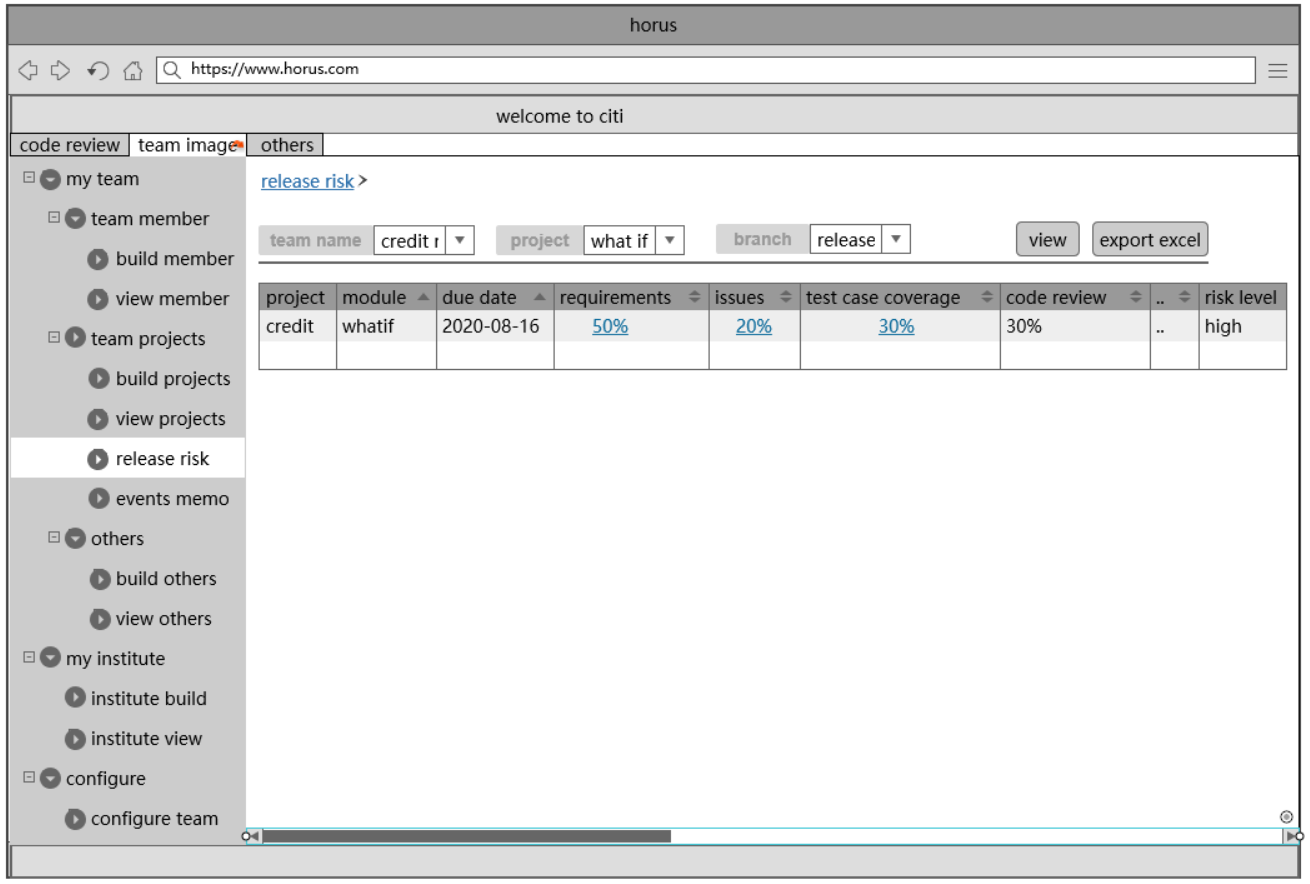 horus
https://www.horus.com
welcome to citi
code review team image others
my team
team member
build member
view member
team projects
build projects
view projects
release risk
events memo
others
build others
view others
my institute
institute build
institute view
configure
configure team
release risk >
team name credit r project what if branch release view export excel
project module due date requirements issues test case coverage code review .. risk level
credit whatif 2020-08-16 50% 20% 30% 30% .. high